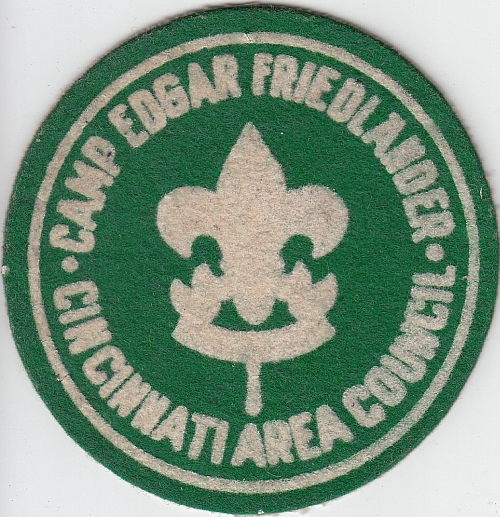 CAMP EDGAR FRIEDLANDER
CINCINNATI AREA COUNCIL